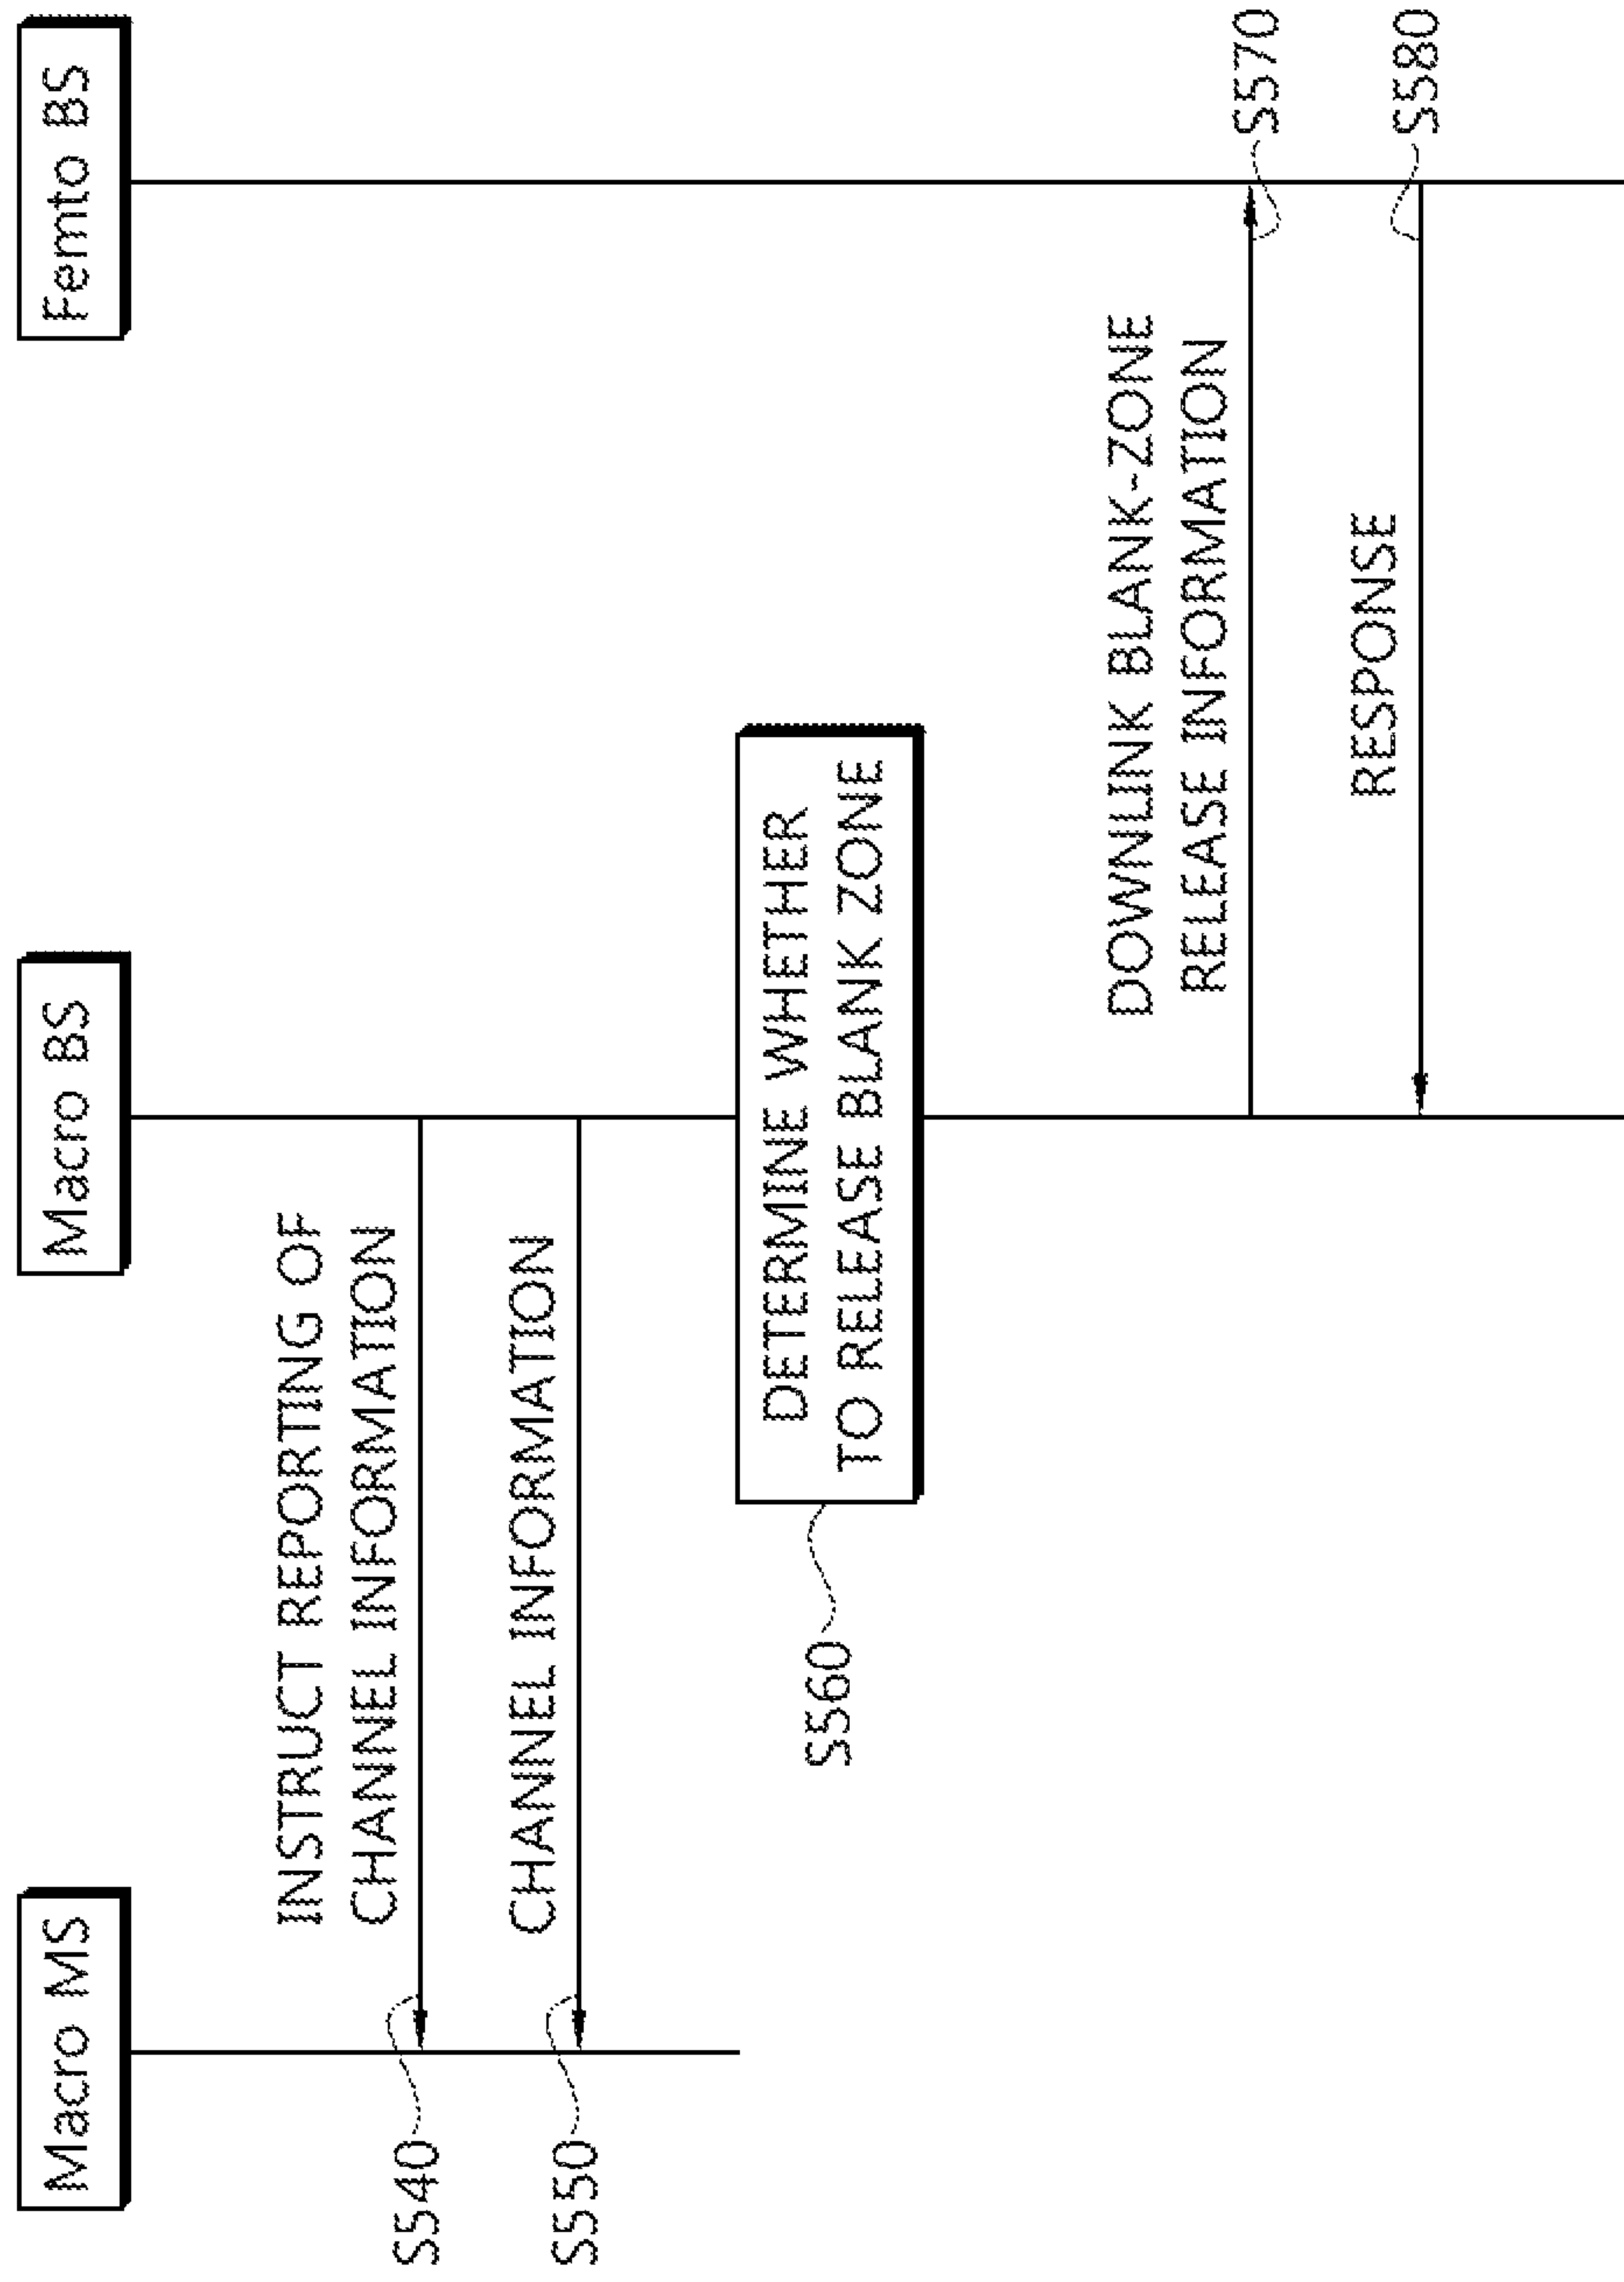 Macro MS
Macro BS
Femto BS
INSTRUCT REPORTING OF
CHANNEL INFORMATION
S540
CHANNEL INFORMATION
S550
DETERMINE WHETHER
TO RELEASE BLANK ZONE
S560
DOWNLINK BLANK-ZONE
RELEASE INFORMATION
S570
RESPONSE
S580